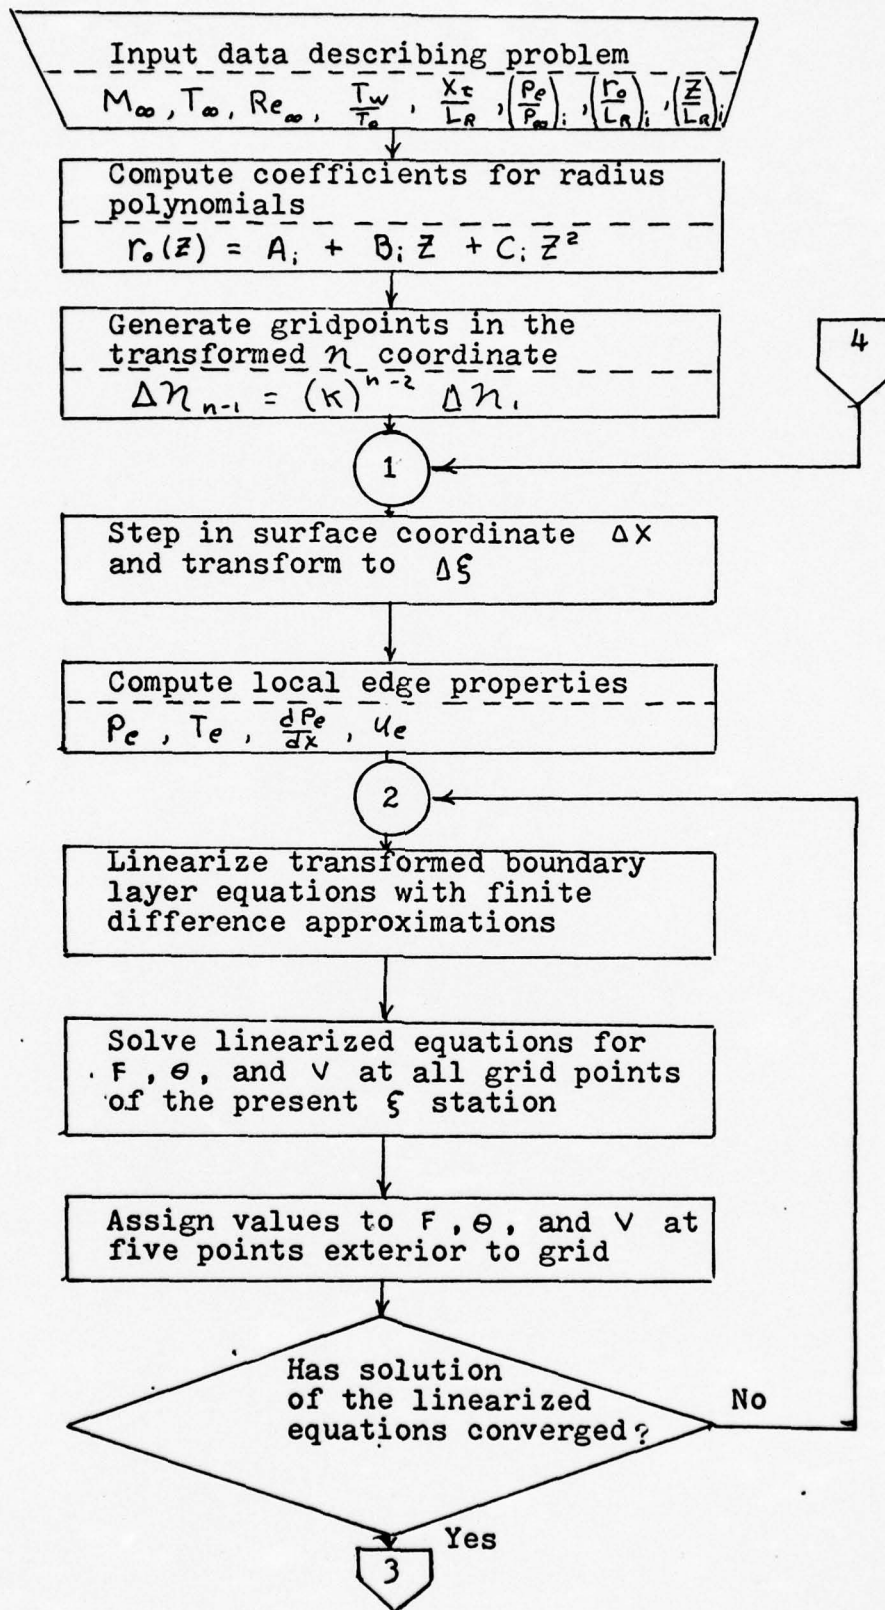 Input data describing problem
M∞, T∞, Re∞, Tw/To, Xt/LR, (Pe/P∞)i, (ro/LR)i, (Z/LR)i
Compute coefficients for radius
polynomials
ro(Z) = Ai + Bi Z + Ci Z²
Generate gridpoints in the
transformed η coordinate
Δηn-1 = (K)ⁿ⁻² Δη1
4
1
Step in surface coordinate ΔX
and transform to Δξ
Compute local edge properties
Pe, Te, dPe/dx, ue
2
Linearize transformed boundary
layer equations with finite
difference approximations
Solve linearized equations for
F, Θ, and V at all grid points
of the present ξ station
Assign values to F, Θ, and V at
five points exterior to grid
Has solution
of the linearized
equations converged?
No
Yes
3